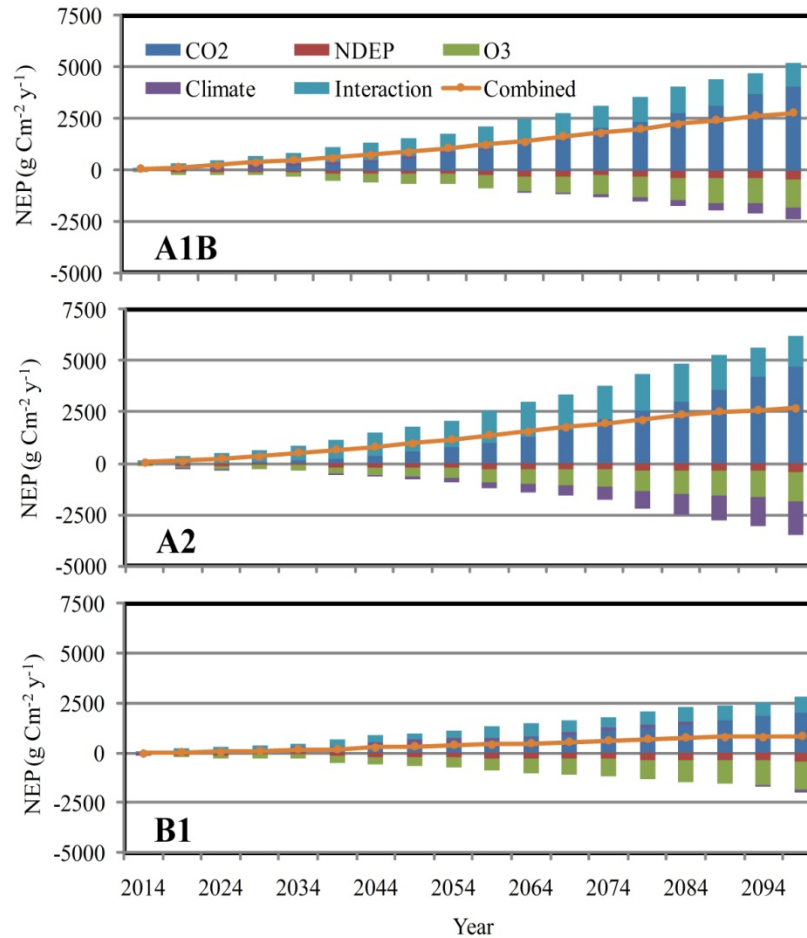 7500
5000
2500
0
-2500
-5000
NEP (g Cm-2 y-1)
CO2 NDEP O3
Climate Interaction Combined
A1B
7500
5000
2500
0
-2500
-5000
NEP (g Cm-2 y-1)
A2
7500
5000
2500
0
-2500
-5000
NEP (g Cm-2 y-1)
B1
2014 2024 2034 2044 2054 2064 2074 2084 2094
Year